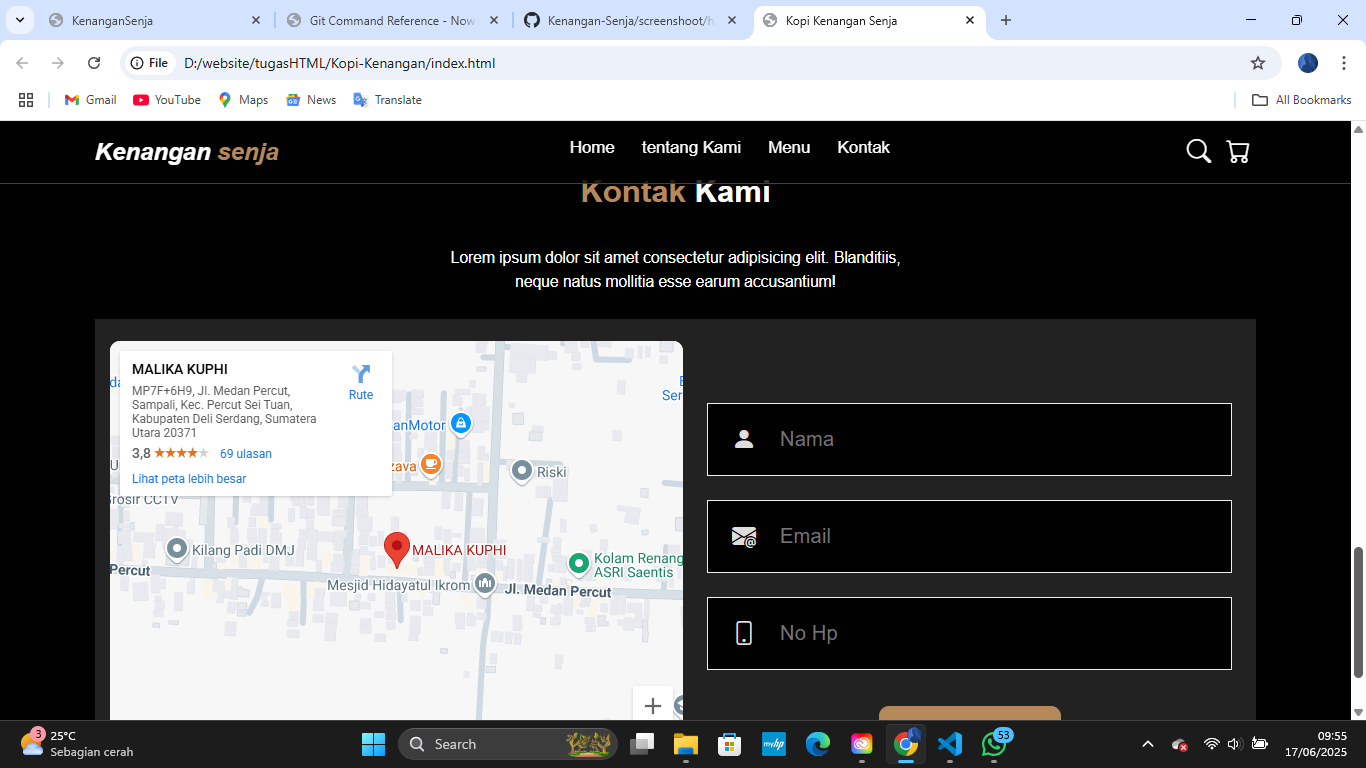 KenanganSenja
Git Command Reference - Now
Kenangan-Senja/screenshoot/h
Kopi Kenangan Senja
File
D:/website/tugasHTML/Kopi-Kenangan/index.html
Gmail
YouTube
Maps
News
Translate
All Bookmarks
Kenangan senja
Home
tentang Kami
Menu
Kontak
Kontak Kami
Lorem ipsum dolor sit amet consectetur adipisicing elit. Blanditiis,
neque natus mollitia esse earum accusantium!
MALIKA KUPHI
MP7F+6H9, Jl. Medan Percut,
Sampali, Kec. Percut Sei Tuan,
Kabupaten Deli Serdang, Sumatera
Utara 20371
Rute
3,8
69 ulasan
Lihat peta lebih besar
anMotor
Ser
zava
Riski
Grosir CCTV
Kilang Padi DMJ
MALIKA KUPHI
Kolam Renang
ASRI Saentis
Percut
Mesjid Hidayatul Ikrom
Jl. Medan Percut
Nama
Email
No Hp
3
25°C
Sebagian cerah
Search
myhp
53
09:55
17/06/2025